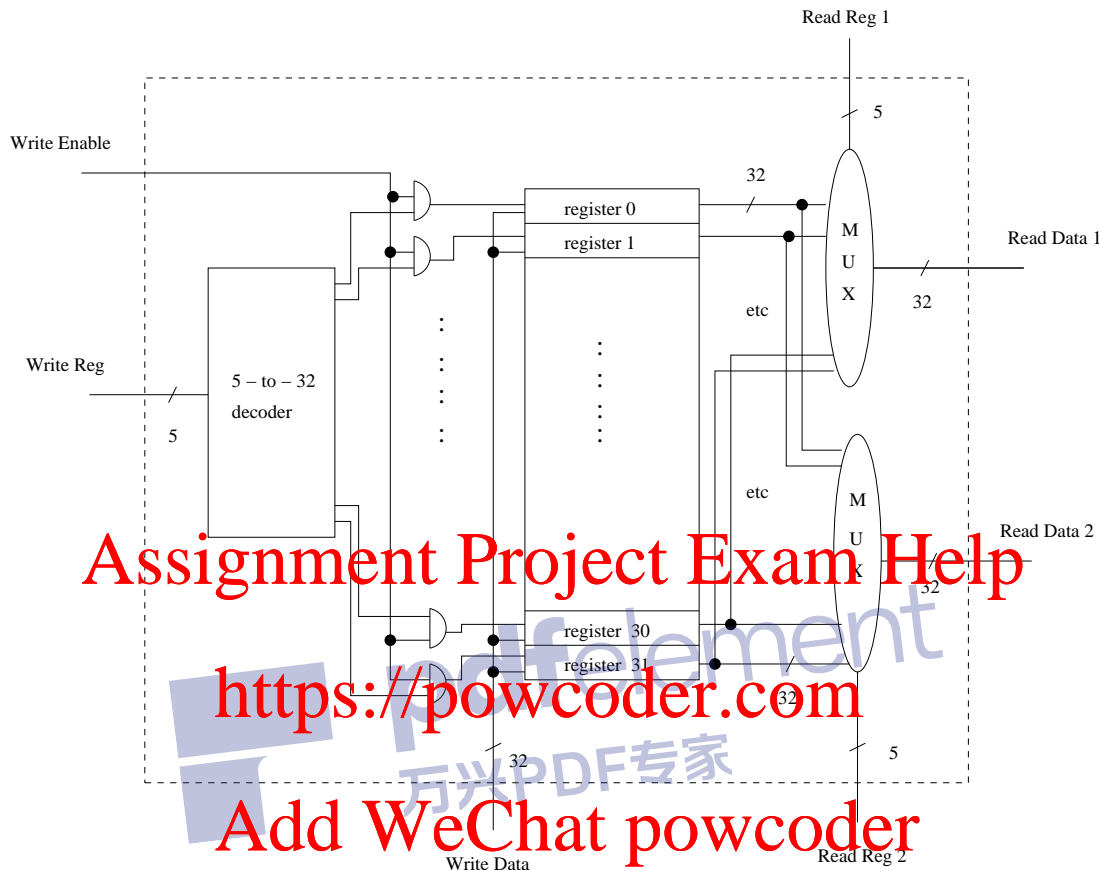 Read Reg 1
5
Write Enable
32
register 0
register 1
M
U
X
Read Data 1
32
etc
Write Reg
5
5 – to – 32
decoder
etc
M
U
X
Read Data 2
32
Assignment Project Exam Help
register 30
register 31
pdfelement
https://powcoder.com
32
32
5
万兴PDF专家
Add WeChat powcoder
Write Data
Read Reg 2